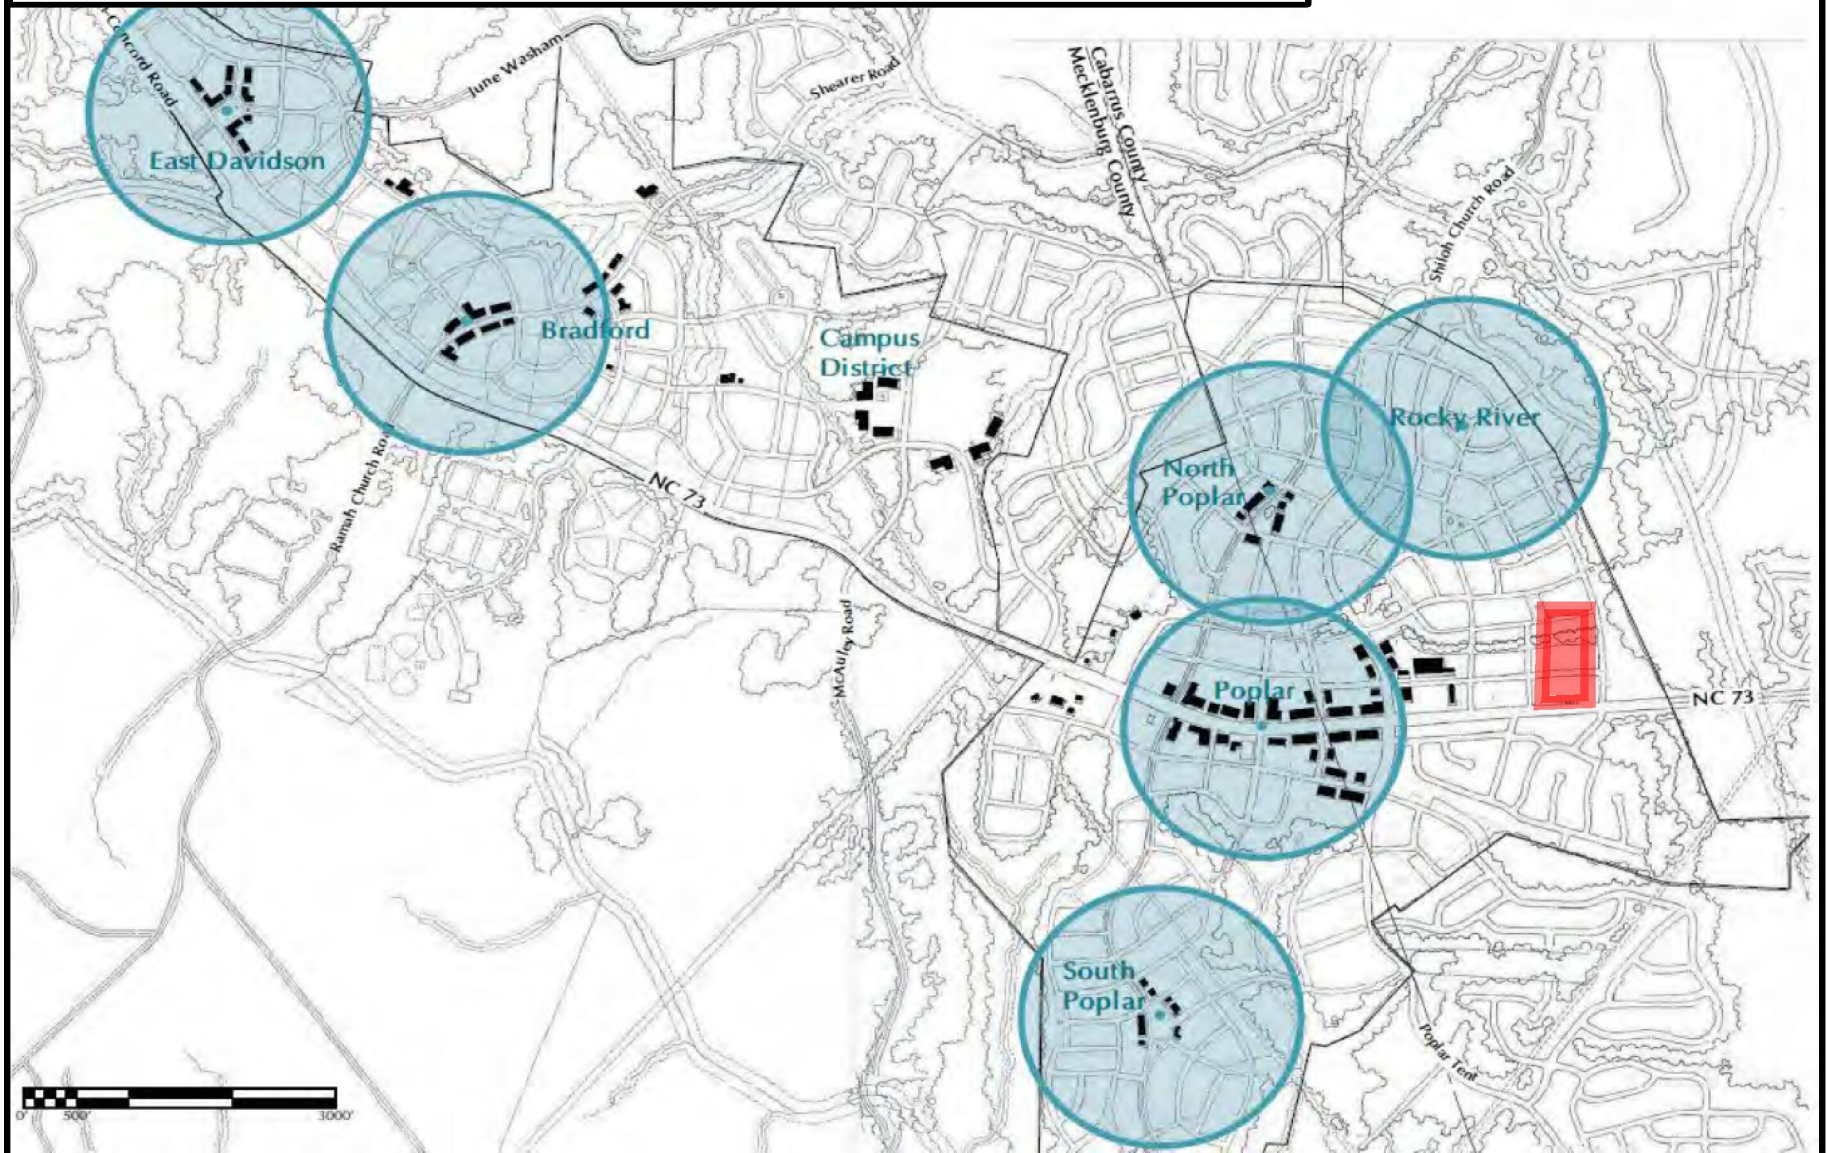 Concord Road
June Washam
Shearer Road
Cabarrus County
Mecklenburg County
Shiloh Church Road
East Davidson
Bradford
Campus
District
Rocky River
North
Poplar
Ramah Church Road
NC 73
McAuley Road
Poplar
NC 73
South
Poplar
Poplar Tent
0'
500'
3000'